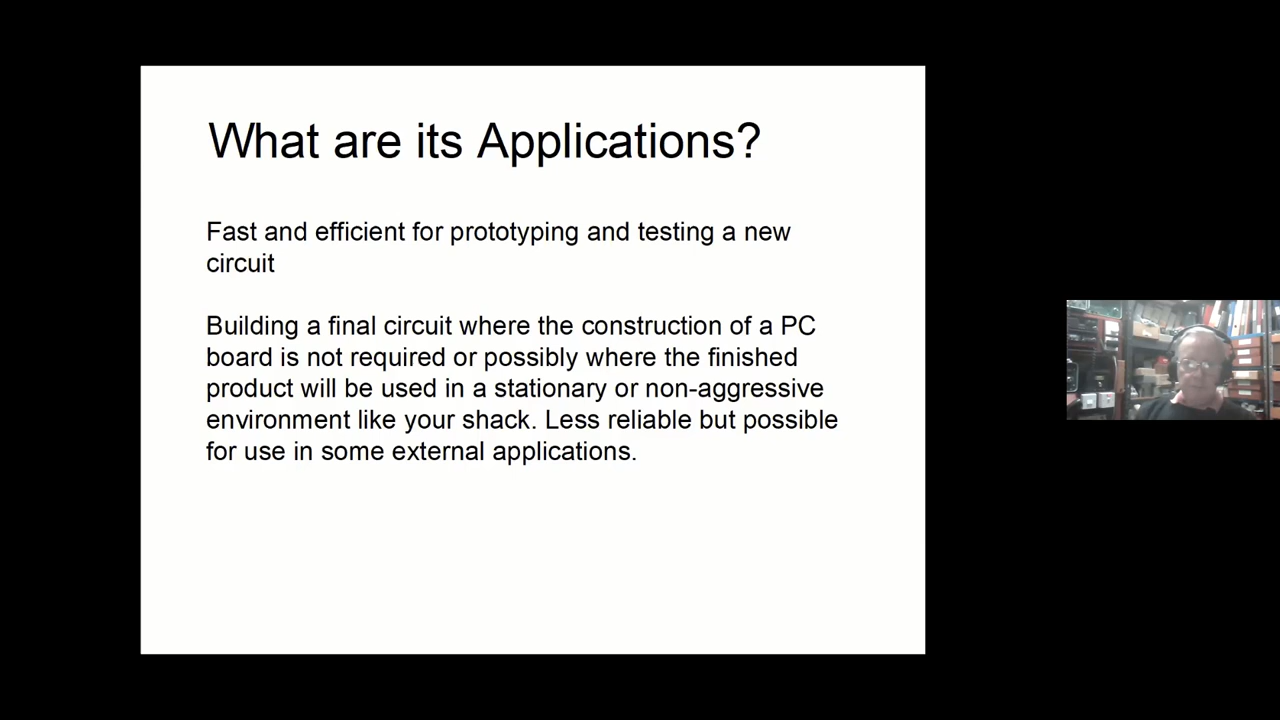 What are its Applications?
Fast and efficient for prototyping and testing a new
circuit
Building a final circuit where the construction of a PC
board is not required or possibly where the finished
product will be used in a stationary or non-aggressive
environment like your shack. Less reliable but possible
for use in some external applications.